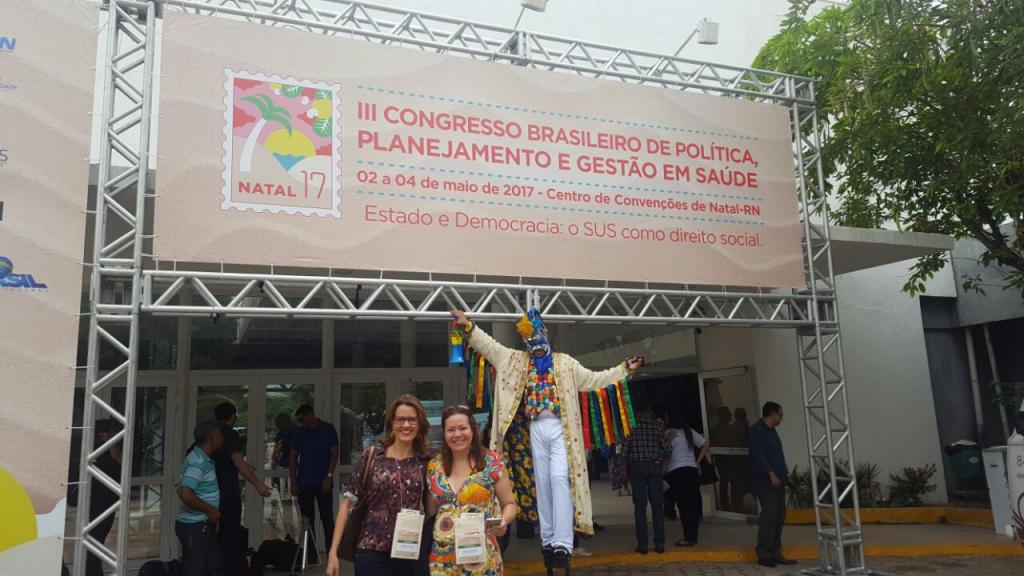 III CONGRESSO BRASILEIRO DE POLÍTICA,
PLANEJAMENTO E GESTÃO EM SAÚDE
02 a 04 de maio de 2017 - Centro de Convenções de Natal-RN
Estado e Democracia: o SUS como direito social.
NATAL 17